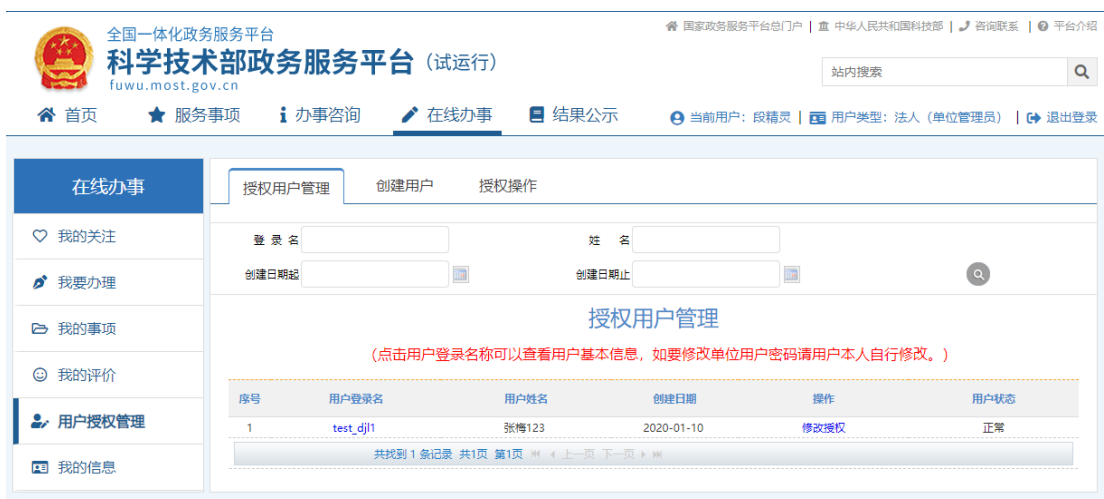 国家政务服务平台总门户 | 中华人民共和国科技部 | 咨询联系 | 平台介绍
全国一体化政务服务平台
科学技术部政务服务平台（试运行）
fuwu.most.gov.cn
站内搜索
首页 服务事项 办事咨询 在线办事 结果公示
当前用户：段精灵 | 用户类型：法人（单位管理员） | 退出登录
在线办事
我的关注
我要办理
我的事项
我的评价
用户授权管理
我的信息
授权用户管理 创建用户 授权操作
登 录 名 姓 名
创建日期起 创建日期止
授权用户管理
（点击用户登录名称可以查看用户基本信息，如要修改单位用户密码请用户本人自行修改。）
序号 用户登录名 用户姓名 创建日期 操作 用户状态
1 test_djl1 张梅123 2020-01-10 修改授权 正常
共找到 1 条记录 共1页 第1页 上一页 下一页